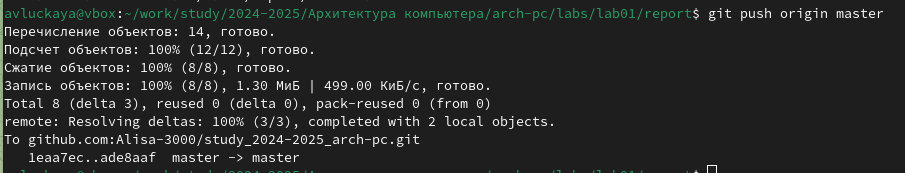 avluckaya@vbox:~/work/study/2024-2025/Архитектура компьютера/arch-pc/labs/lab01/report$ git push origin master
Перечисление объектов: 14, готово.
Подсчет объектов: 100% (12/12), готово.
Сжатие объектов: 100% (8/8), готово.
Запись объектов: 100% (8/8), 1.30 МиБ | 499.00 КиБ/с, готово.
Total 8 (delta 3), reused 0 (delta 0), pack-reused 0 (from 0)
remote: Resolving deltas: 100% (3/3), completed with 2 local objects.
To github.com:Alisa-3000/study_2024-2025_arch-pc.git
   1eaa7ec..ade8aaf  master -> master